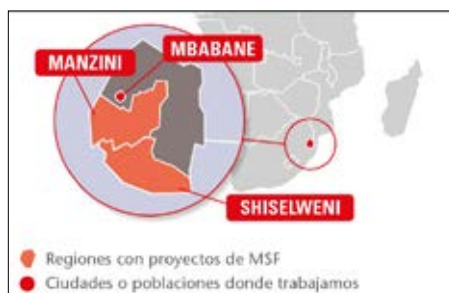 MBABANE
MANZINI
SHISELWENI
Regiones con proyectos de MSF
Ciudades o poblaciones donde trabajamos